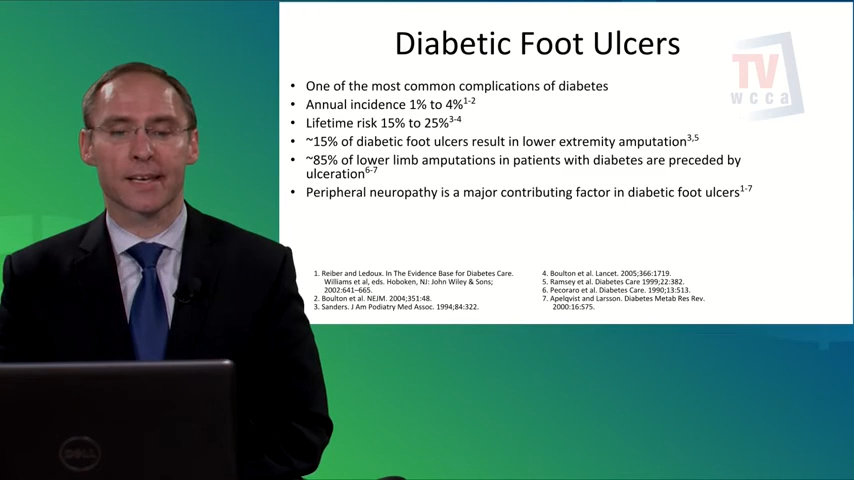 Diabetic Foot Ulcers
TV
wcca
• One of the most common complications of diabetes
• Annual incidence 1% to 4%1-2
• Lifetime risk 15% to 25%3-4
• ~15% of diabetic foot ulcers result in lower extremity amputation3,5
• ~85% of lower limb amputations in patients with diabetes are preceded by
ulceration6-7
• Peripheral neuropathy is a major contributing factor in diabetic foot ulcers1-7
1. Reiber and Ledoux. In The Evidence Base for Diabetes Care.
Williams et al, eds. Hoboken, NJ: John Wiley & Sons;
2002:641–665.
2. Boulton et al. NEJM. 2004;351:48.
3. Sanders. J Am Podiatry Med Assoc. 1994;84:322.
4. Boulton et al. Lancet. 2005;366:1719.
5. Ramsey et al. Diabetes Care 1999;22:382.
6. Pecoraro et al. Diabetes Care. 1990;13:513.
7. Apelqvist and Larsson. Diabetes Metab Res Rev.
2000:16:S75.
DELL